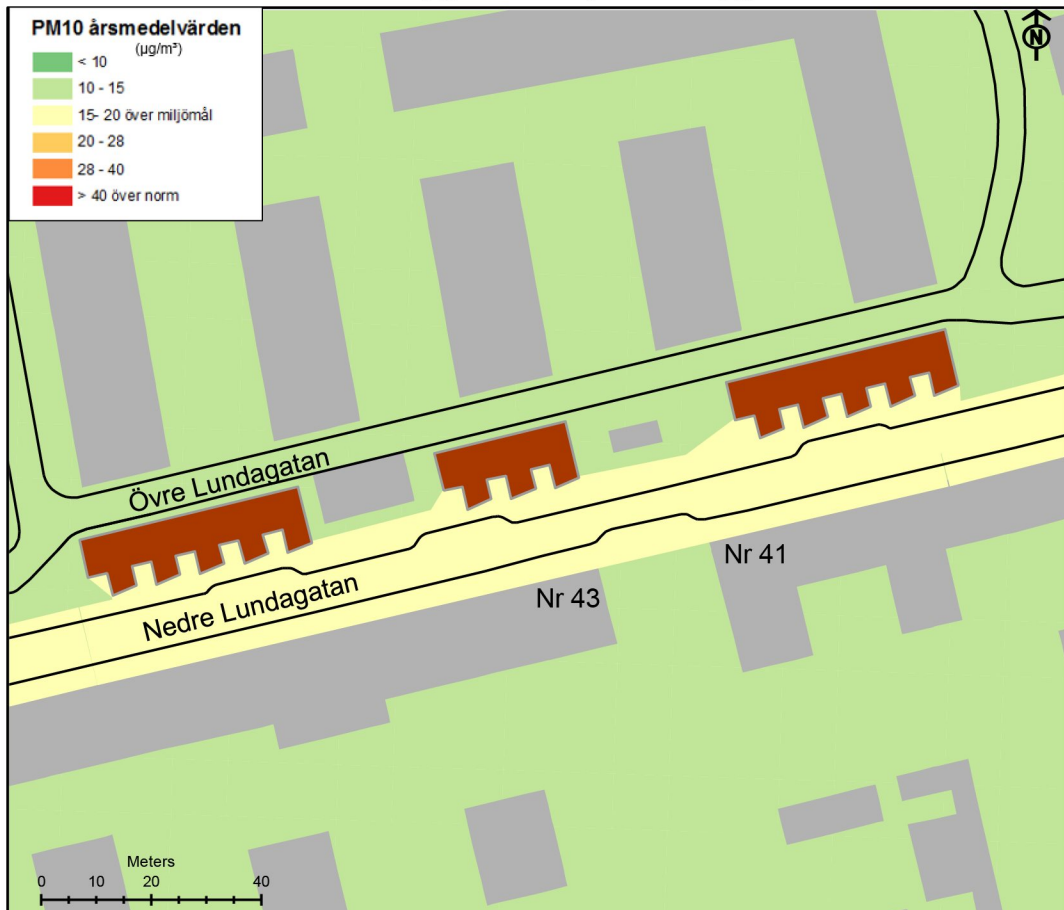 PM10 årsmedelvärden
(µg/m³)
< 10
10 - 15
15- 20 över miljömål
20 - 28
28 - 40
> 40 över norm
N
Övre Lundagatan
Nedre Lundagatan
Nr 41
Nr 43
Meters
0 10 20 40